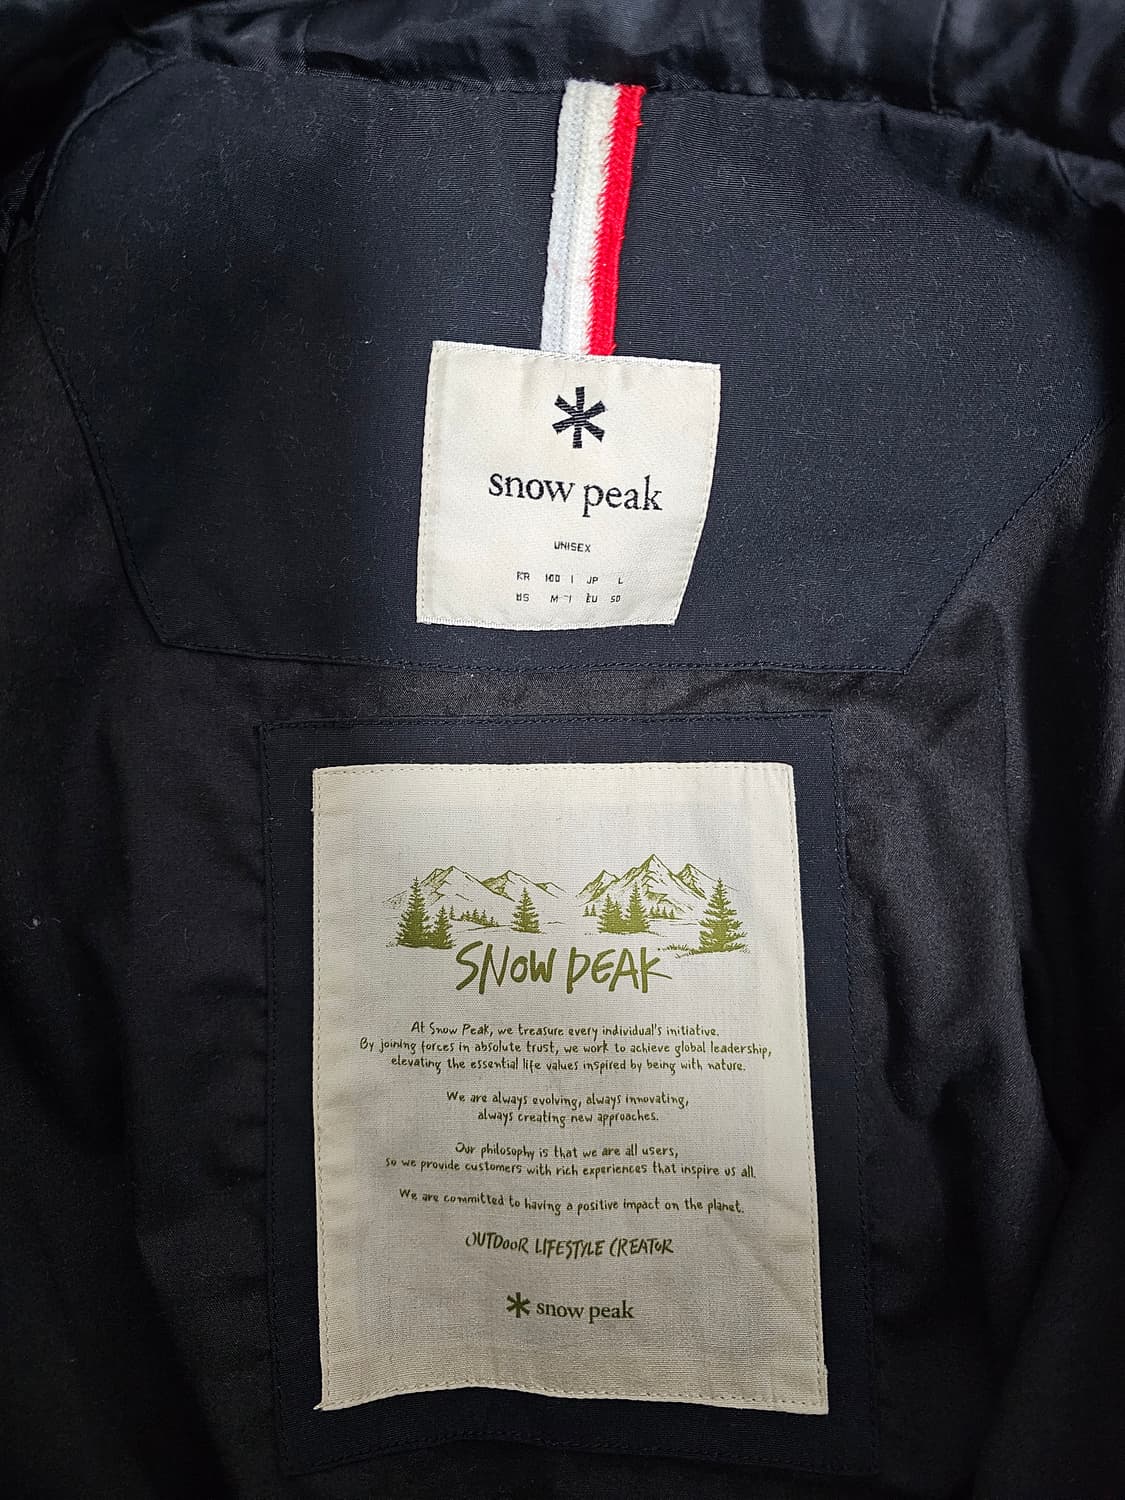 snow peak
UNISEX
KR 100 | JP L
US M | EU 50
SNOW PEAK
At Snow Peak, we treasure every individual's initiative.
By joining forces in absolute trust, we work to achieve global leadership,
elevating the essential life values inspired by being with nature.
We are always evolving, always innovating,
always creating new approaches.
Our philosophy is that we are all users,
so we provide customers with rich experiences that inspire us all.
We are committed to having a positive impact on the planet.
OUTDOOR LIFESTYLE CREATOR
snow peak